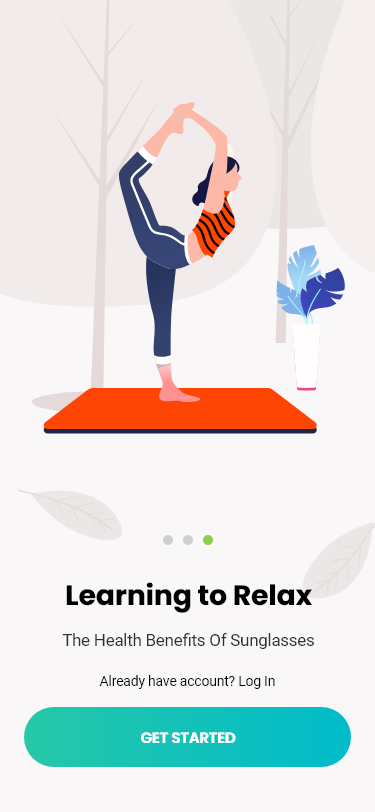 Learning to Relax
The Health Benefits Of Sunglasses
Already have account? Log In
GET STARTED